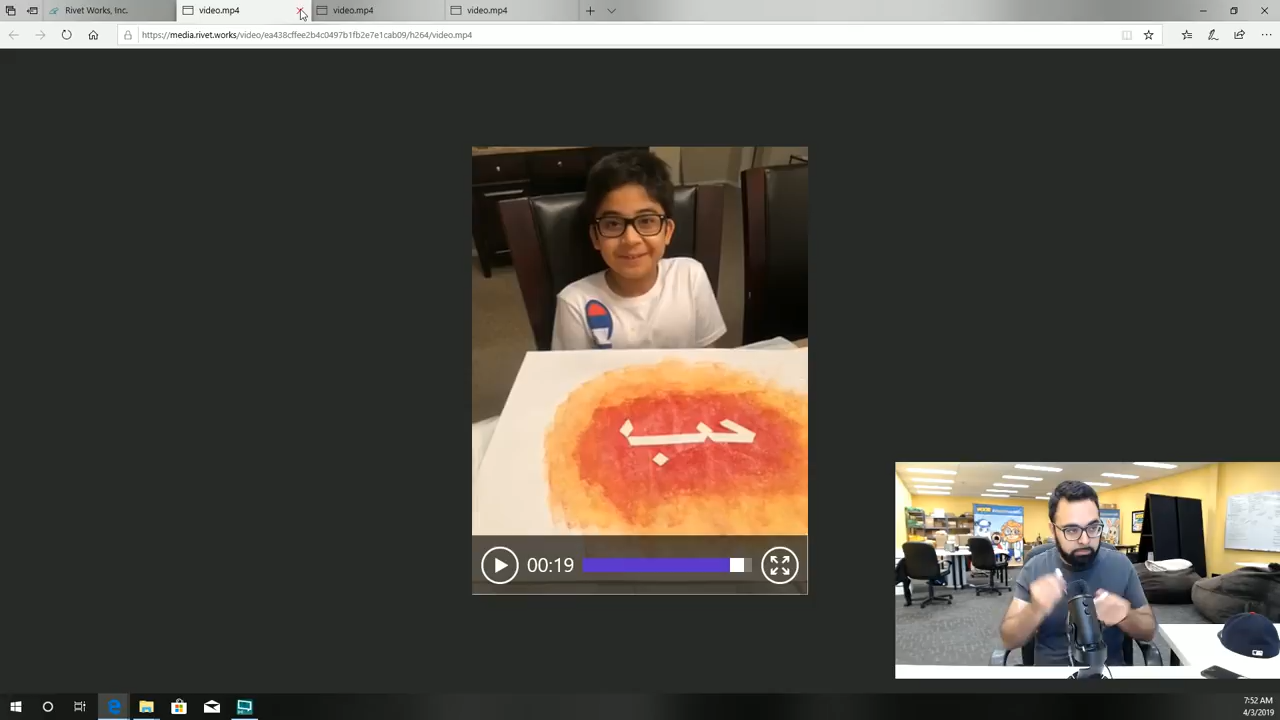 Rivet Works, Inc.
video.mp4
video.mp4
video.mp4
https://media.rivet.works/video/ea438cffee2b4c0497b1fb2e7e1cab09/h264/video.mp4
حب
00:19
7:52 AM
4/3/2019